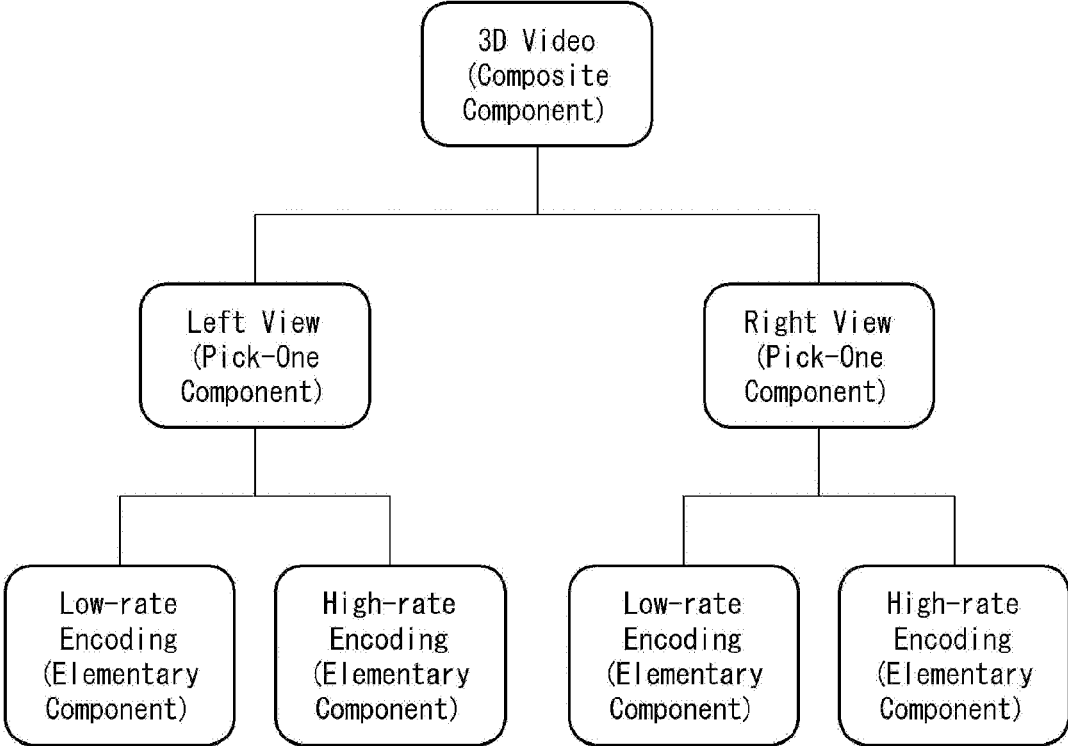 3D Video
(Composite
Component)
Left View
(Pick-One
Component)
Right View
(Pick-One
Component)
Low-rate
Encoding
(Elementary
Component)
High-rate
Encoding
(Elementary
Component)
Low-rate
Encoding
(Elementary
Component)
High-rate
Encoding
(Elementary
Component)